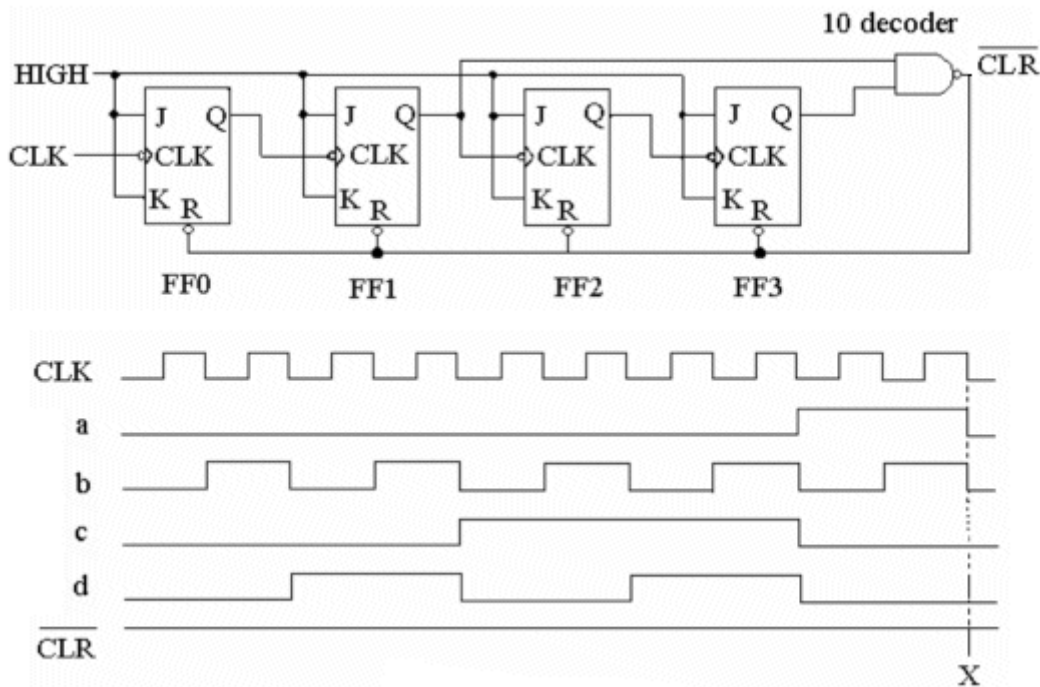 10 decoder
CLR
HIGH
J Q J Q J Q J Q
CLK CLK CLK CLK CLK
K R K R K R K R
FF0 FF1 FF2 FF3
CLK
a
b
c
d
CLR
X